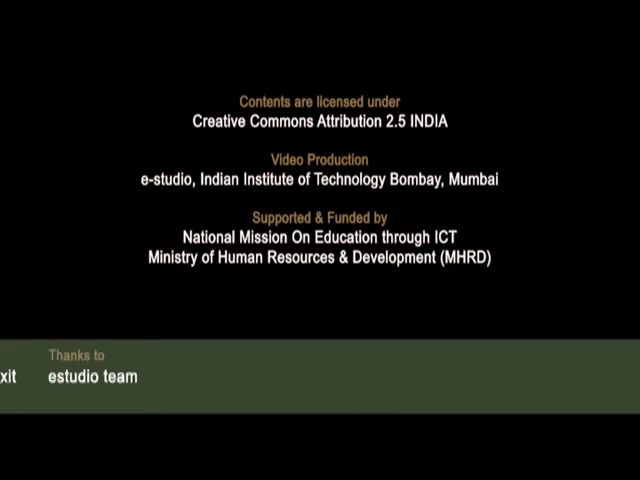 Contents are licensed under
Creative Commons Attribution 2.5 INDIA
Video Production
e-studio, Indian Institute of Technology Bombay, Mumbai
Supported & Funded by
National Mission On Education through ICT
Ministry of Human Resources & Development (MHRD)
Thanks to
xit estudio team